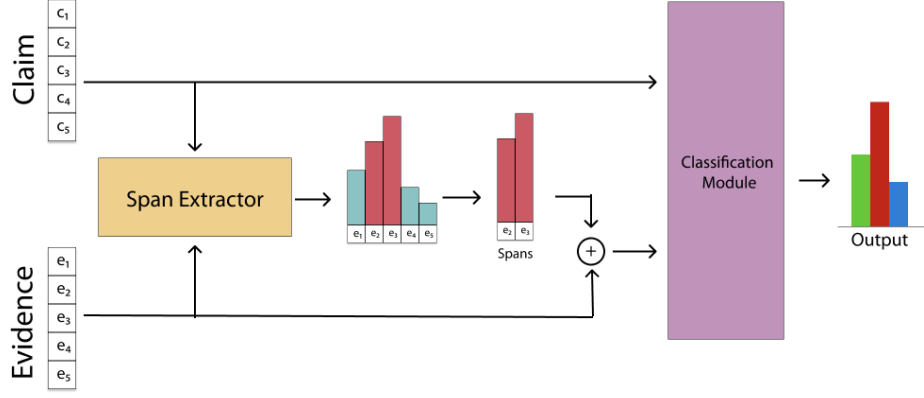 Claim
c₁
c₂
c₃
c₄
c₅
Span Extractor
e₁ e₂ e₃ e₄ e₅
e₂ e₃
Spans
+
Classification
Module
Output
Evidence
e₁
e₂
e₃
e₄
e₅